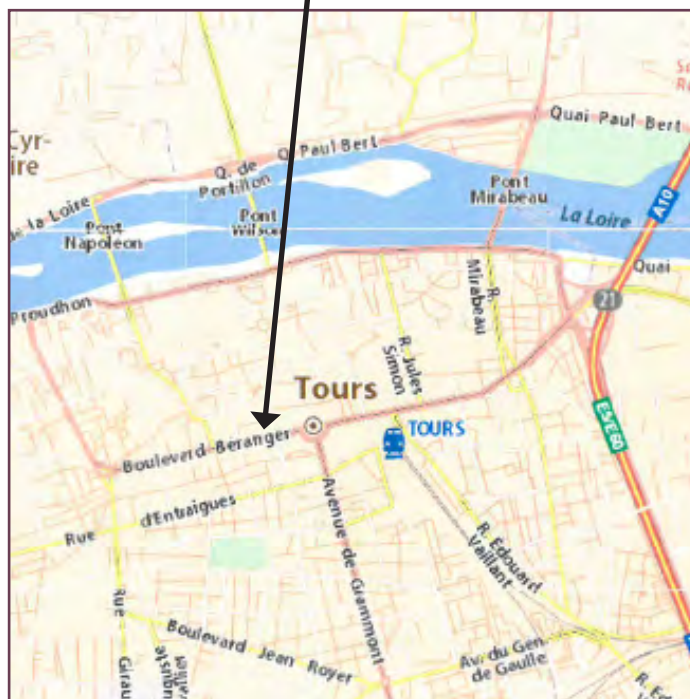 Quai Paul Bert
Cyr-
ire
Q. Paul Bert
Q. de
Portillon
A10
de la Loire
Pont
Mirabeau
La Loire
Pont
Napoleon
Pont
Wilson
Quai
R.
Mirabeau
Proudhon
21
R. Jules
Simon
Tours
E5/E60
Boulevard-Beranger
TOURS
Rue
d'Entraigues
Avenue de Grammont
R. Edouard
Vaillant
Rue
Girau
Boulevard Jean Royer
Av. du Gen.
de Gaulle